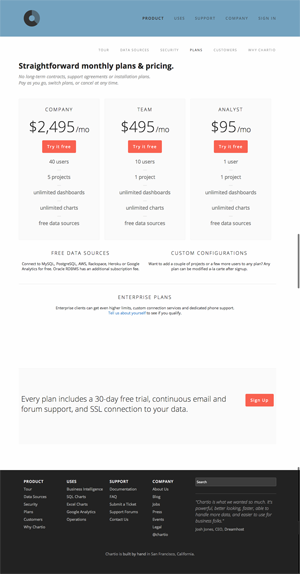 PRODUCT USES SUPPORT COMPANY SIGN IN
TOUR DATA SOURCES SECURITY PLANS CUSTOMERS WHY CHARTIO
Straightforward monthly plans & pricing.
No long-term contracts, support agreements or installation plans.
Pay as you go, switch plans, or cancel at any time.
COMPANY TEAM ANALYST
$2,495/mo $495/mo $95/mo
Try it free Try it free Try it free
40 users 10 users 1 user
5 projects 1 project 1 project
unlimited dashboards unlimited dashboards unlimited dashboards
unlimited charts unlimited charts unlimited charts
free data sources free data sources free data sources
FREE DATA SOURCES
Connect to MySQL, PostgreSQL, AWS, Rackspace, Heroku or Google
Analytics for free. Oracle RDBMS has an additional subscription fee.
CUSTOM CONFIGURATIONS
Want to add a couple of projects or a few more users to any plan? Any
plan can be modified a la carte after signup.
ENTERPRISE PLANS
Enterprise clients can get even higher limits, custom connection services and dedicated phone support.
Tell us about yourself to see if you qualify.
Every plan includes a 30-day free trial, continuous email and
forum support, and SSL connection to your data.
Sign Up
PRODUCT
Tour
Data Sources
Security
Plans
Customers
Why Chartio
USES
Business Intelligence
SQL Charts
Excel Charts
Google Analytics
Operations
SUPPORT
Documentation
FAQ
Submit a Ticket
Support Forums
Contact Us
COMPANY
About Us
Blog
Jobs
Press
Events
Legal
@chartio
Search
"Chartio is what we wanted so much. It's
powerful, better looking, faster, able to
handle more data, and easier to use for
business folks."
Josh Jones, CEO, Dreamhost
Chartio is built by hand in San Francisco, California.